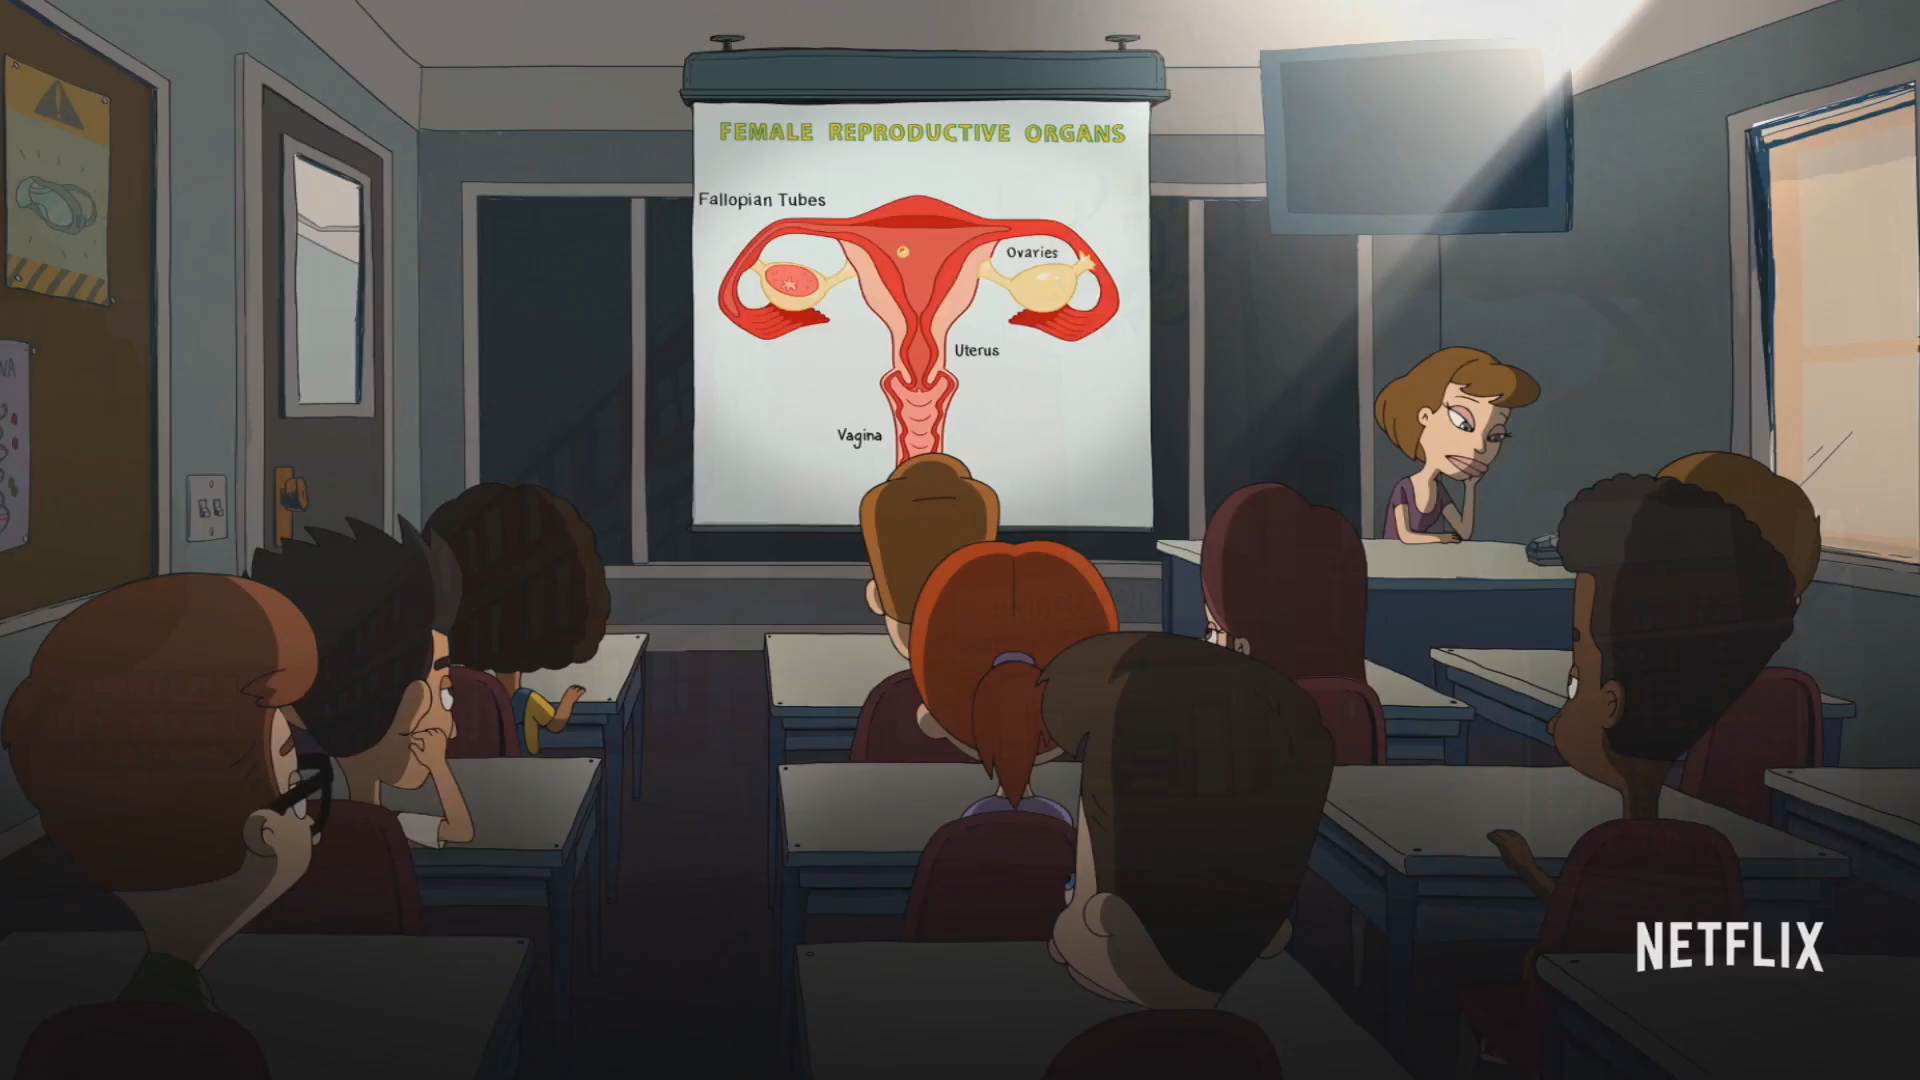 FEMALE REPRODUCTIVE ORGANS
Fallopian Tubes
Ovaries
Uterus
Vagina
NETFLIX